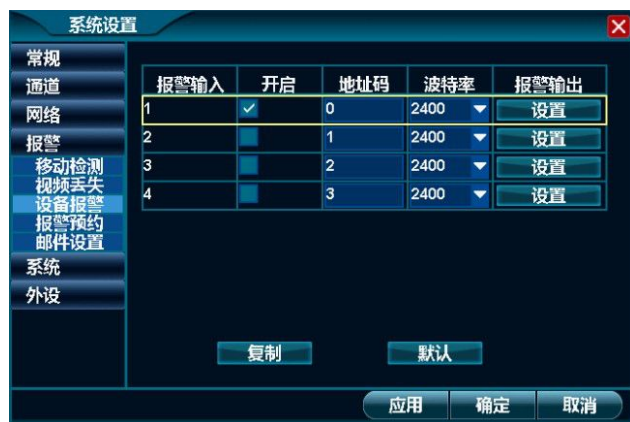 系统设置
常规
通道
网络
报警
移动检测
视频丢失
设备报警
报警预约
邮件设置
系统
外设
报警输入 开启 地址码 波特率 报警输出
1 0 2400 设置
2 1 2400 设置
3 2 2400 设置
4 3 2400 设置
复制 默认
应用 确定 取消